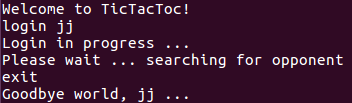 Welcome to TicTacToc!
login jj
Login in progress ...
Please wait ... searching for opponent
exit
Goodbye world, jj ...